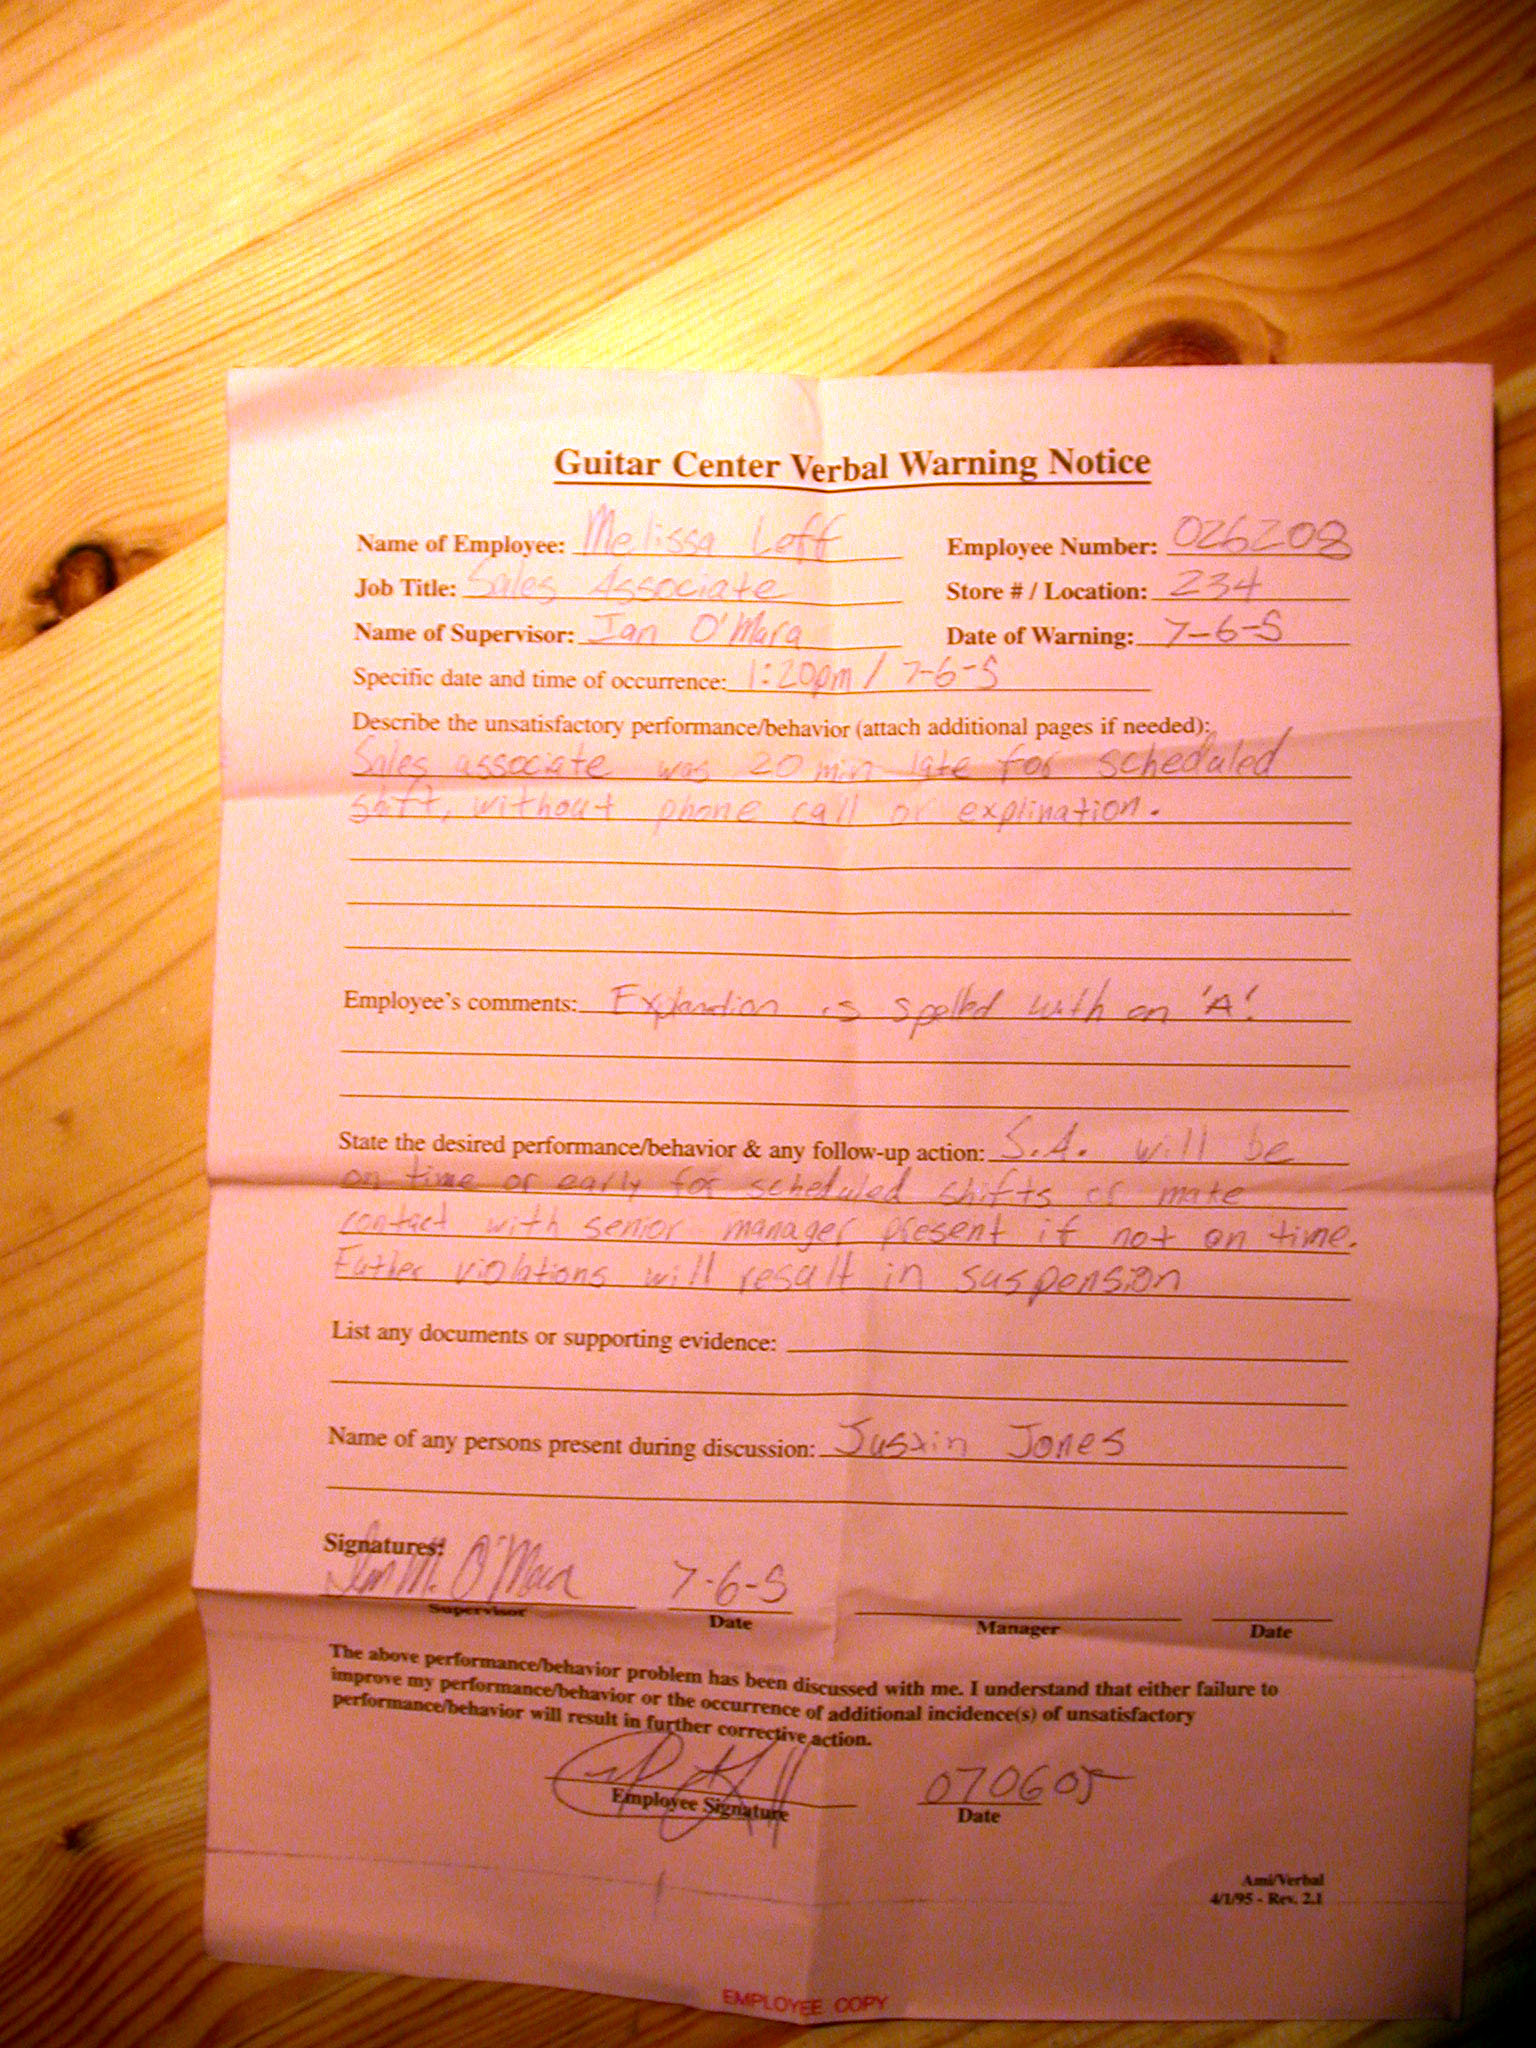 Guitar Center Verbal Warning Notice
Name of Employee: Melissa Leff Employee Number: 026208
Job Title: Sales Associate Store # / Location: 234
Name of Supervisor: Ian O'Mara Date of Warning: 7-6-5
Specific date and time of occurrence: 1:20pm / 7-6-5
Describe the unsatisfactory performance/behavior (attach additional pages if needed):
Sales associate was 20 min late for scheduled
shift, without phone call or explination.
Employee's comments: Explanation is spelled with an 'A'!
State the desired performance/behavior & any follow-up action: S.A. will be
on time or early for scheduled shifts or make
contact with senior manager present if not on time.
Futher violations will result in suspension
List any documents or supporting evidence:
Name of any persons present during discussion: Justin Jones
Signatures:
Ian M. O'Mara 7-6-5
Supervisor Date Manager Date
The above performance/behavior problem has been discussed with me. I understand that either failure to
improve my performance/behavior or the occurrence of additional incidence(s) of unsatisfactory
performance/behavior will result in further corrective action.
070605
Employee Signature Date
Ami/Verbal
4/1/95 - Rev. 2.1
EMPLOYEE COPY